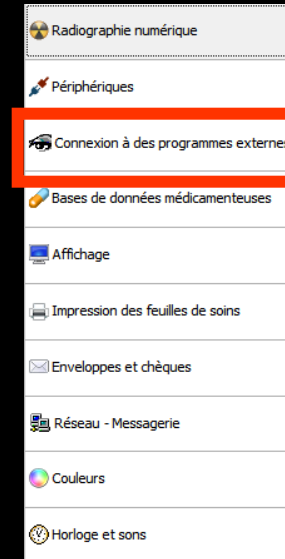 Radiographie numérique
Périphériques
Connexion à des programmes externes
Bases de données médicamenteuses
Affichage
Impression des feuilles de soins
Enveloppes et chèques
Réseau - Messagerie
Couleurs
Horloge et sons